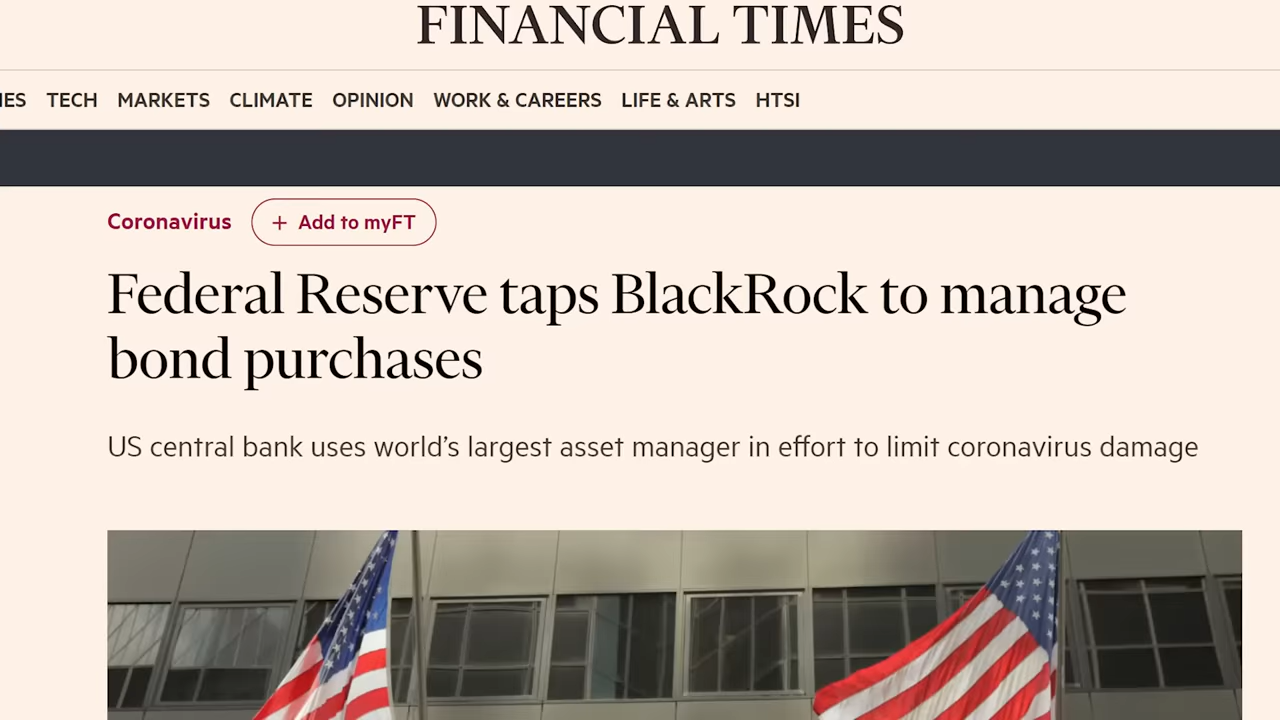 FINANCIAL TIMES
ES TECH MARKETS CLIMATE OPINION WORK & CAREERS LIFE & ARTS HTSI
Coronavirus + Add to myFT
Federal Reserve taps BlackRock to manage
bond purchases
US central bank uses world's largest asset manager in effort to limit coronavirus damage